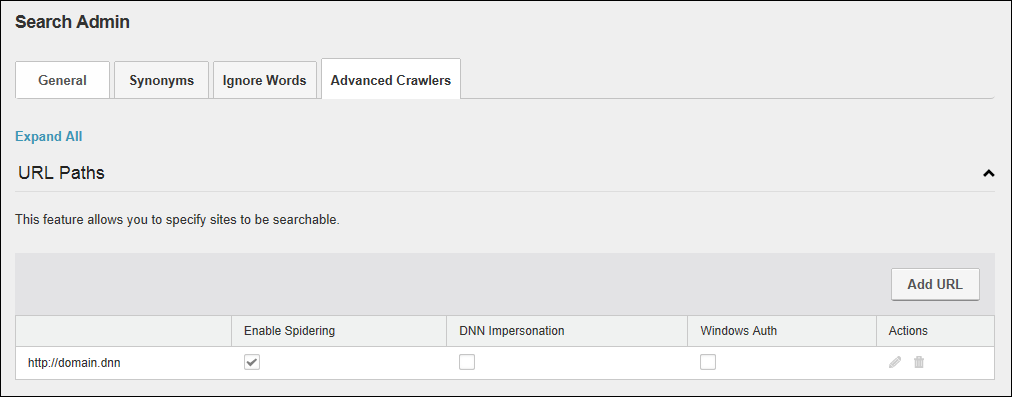 Search Admin
General Synonyms Ignore Words Advanced Crawlers
Expand All
URL Paths
This feature allows you to specify sites to be searchable.
Add URL
Enable Spidering DNN Impersonation Windows Auth Actions
http://domain.dnn